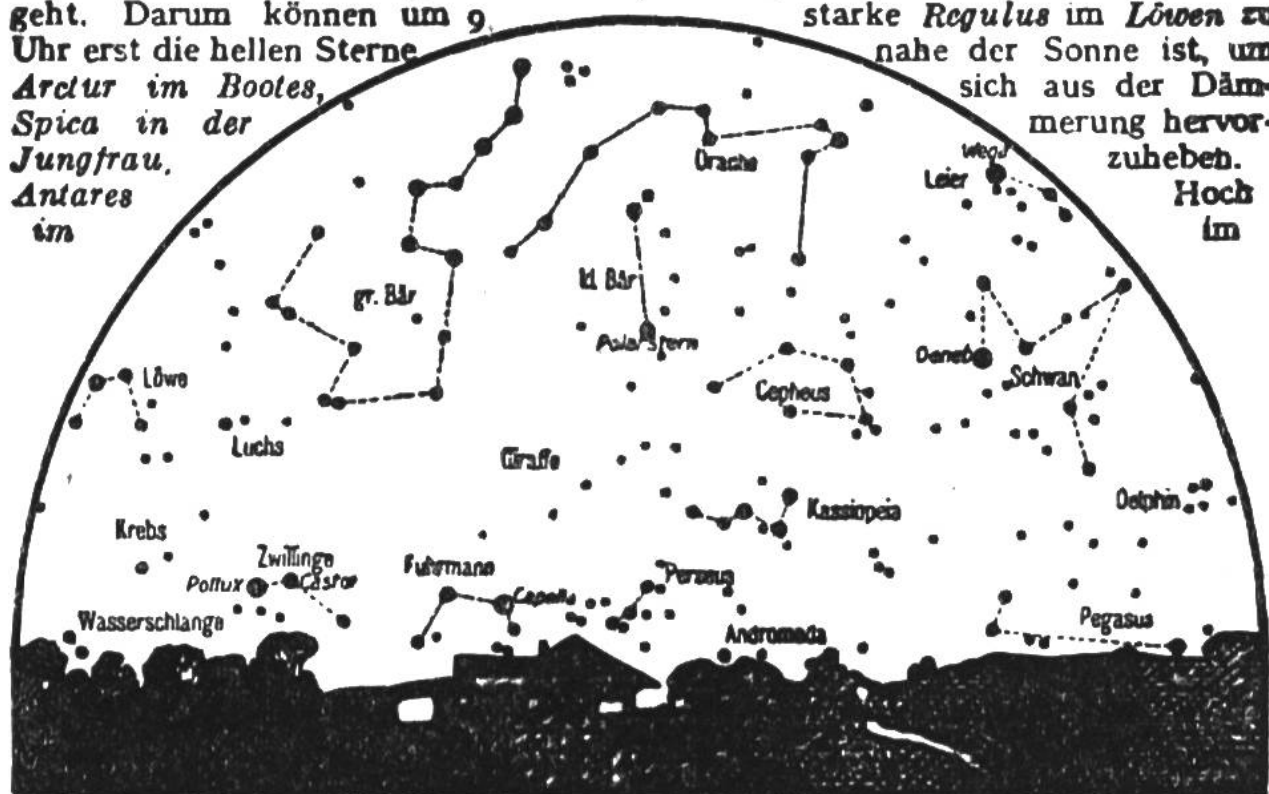 geht. Darum können um 9
Uhr erst die hellen Sterne
Arctur im Bootes,
Spica in der
Jungfrau,
Antares
im
starke Regulus im Löwen zu
nahe der Sonne ist, um
sich aus der Däm-
merung hervor-
zuheben.
Hoch
im
Drache
Wega
Leier
gr. Bär
kl. Bär
Polarstern
Deneb
Schwan
Cepheus
Löwe
Luchs
Giraffe
Kassiopeia
Delphin
Krebs
Zwillinge
Pollux
Castor
Fuhrmann
Capella
Perseus
Wasserschlange
Andromeda
Pegasus